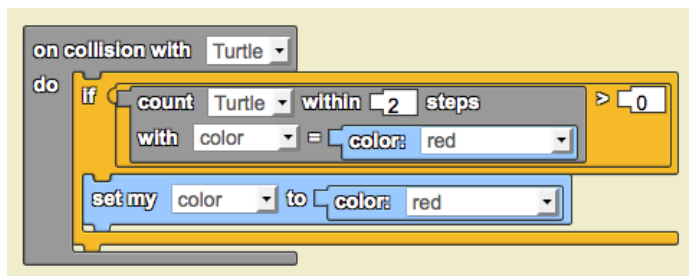 on collision with Turtle
do
if count Turtle within 2 steps > 0
with color = color: red
set my color to color: red